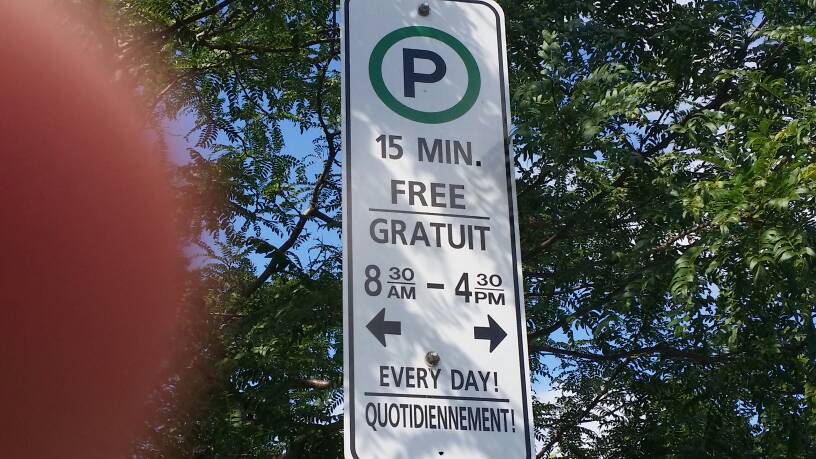 P
15 MIN.
FREE
GRATUIT
8 30 AM – 4 30 PM
EVERY DAY!
QUOTIDIENNEMENT!